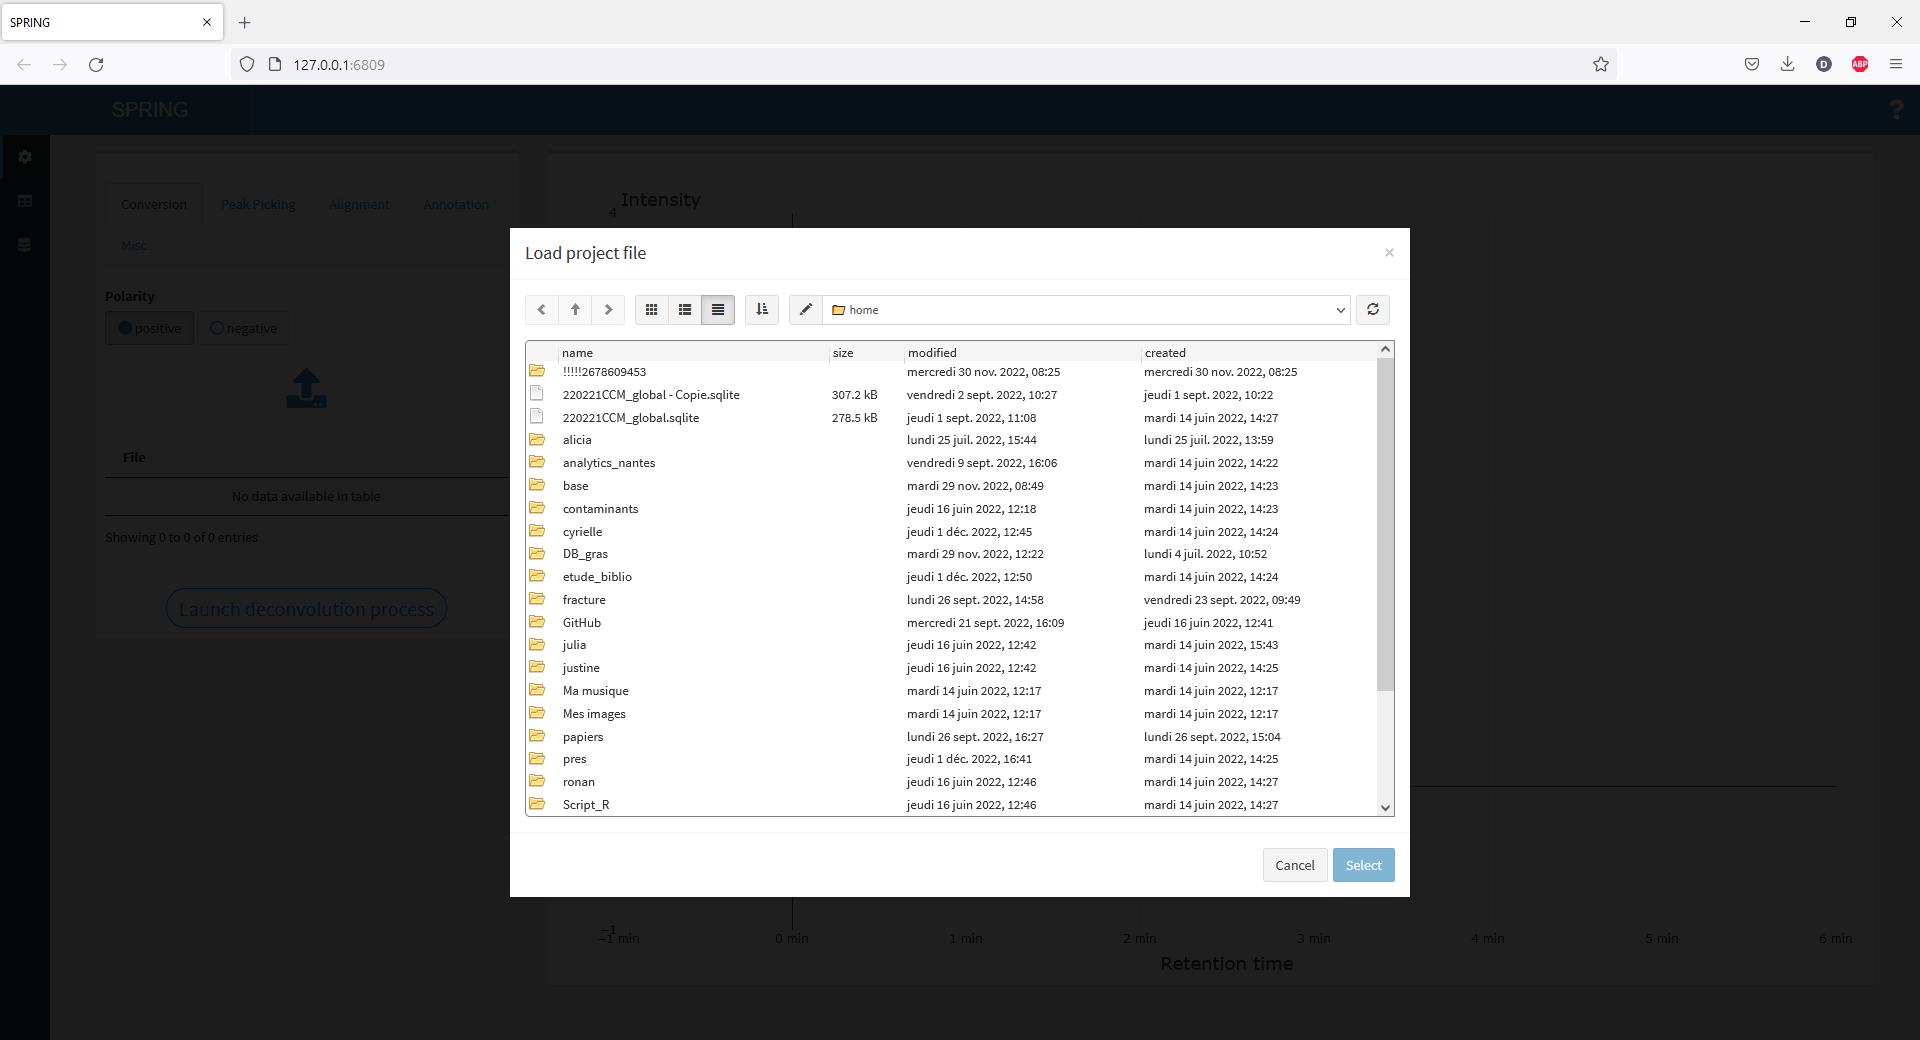 SPRING
127.0.0.1:6809
D
ABP
SPRING
?
Conversion Peak Picking Alignment Annotation
Misc
Polarity
positive negative
File
No data available in table
Showing 0 to 0 of 0 entries
Launch deconvolution process
Intensity
4
Load project file
×
home
name size modified created
!!!!!2678609453 mercredi 30 nov. 2022, 08:25 mercredi 30 nov. 2022, 08:25
220221CCM_global - Copie.sqlite 307.2 kB vendredi 2 sept. 2022, 10:27 jeudi 1 sept. 2022, 10:22
220221CCM_global.sqlite 278.5 kB jeudi 1 sept. 2022, 11:08 mardi 14 juin 2022, 14:27
alicia lundi 25 juil. 2022, 15:44 lundi 25 juil. 2022, 13:59
analytics_nantes vendredi 9 sept. 2022, 16:06 mardi 14 juin 2022, 14:22
base mardi 29 nov. 2022, 08:49 mardi 14 juin 2022, 14:23
contaminants jeudi 16 juin 2022, 12:18 mardi 14 juin 2022, 14:23
cyrielle jeudi 1 déc. 2022, 12:45 mardi 14 juin 2022, 14:24
DB_gras mardi 29 nov. 2022, 12:22 lundi 4 juil. 2022, 10:52
etude_biblio jeudi 1 déc. 2022, 12:50 mardi 14 juin 2022, 14:24
fracture lundi 26 sept. 2022, 14:58 vendredi 23 sept. 2022, 09:49
GitHub mercredi 21 sept. 2022, 16:09 jeudi 16 juin 2022, 12:41
julia jeudi 16 juin 2022, 12:42 mardi 14 juin 2022, 15:43
justine jeudi 16 juin 2022, 12:42 mardi 14 juin 2022, 14:25
Ma musique mardi 14 juin 2022, 12:17 mardi 14 juin 2022, 12:17
Mes images mardi 14 juin 2022, 12:17 mardi 14 juin 2022, 12:17
papiers lundi 26 sept. 2022, 16:27 lundi 26 sept. 2022, 15:04
pres jeudi 1 déc. 2022, 16:41 mardi 14 juin 2022, 14:25
ronan jeudi 16 juin 2022, 12:46 mardi 14 juin 2022, 14:27
Script_R jeudi 16 juin 2022, 12:46 mardi 14 juin 2022, 14:27
Cancel Select
−1
−1 min 0 min 1 min 2 min 3 min 4 min 5 min 6 min
Retention time